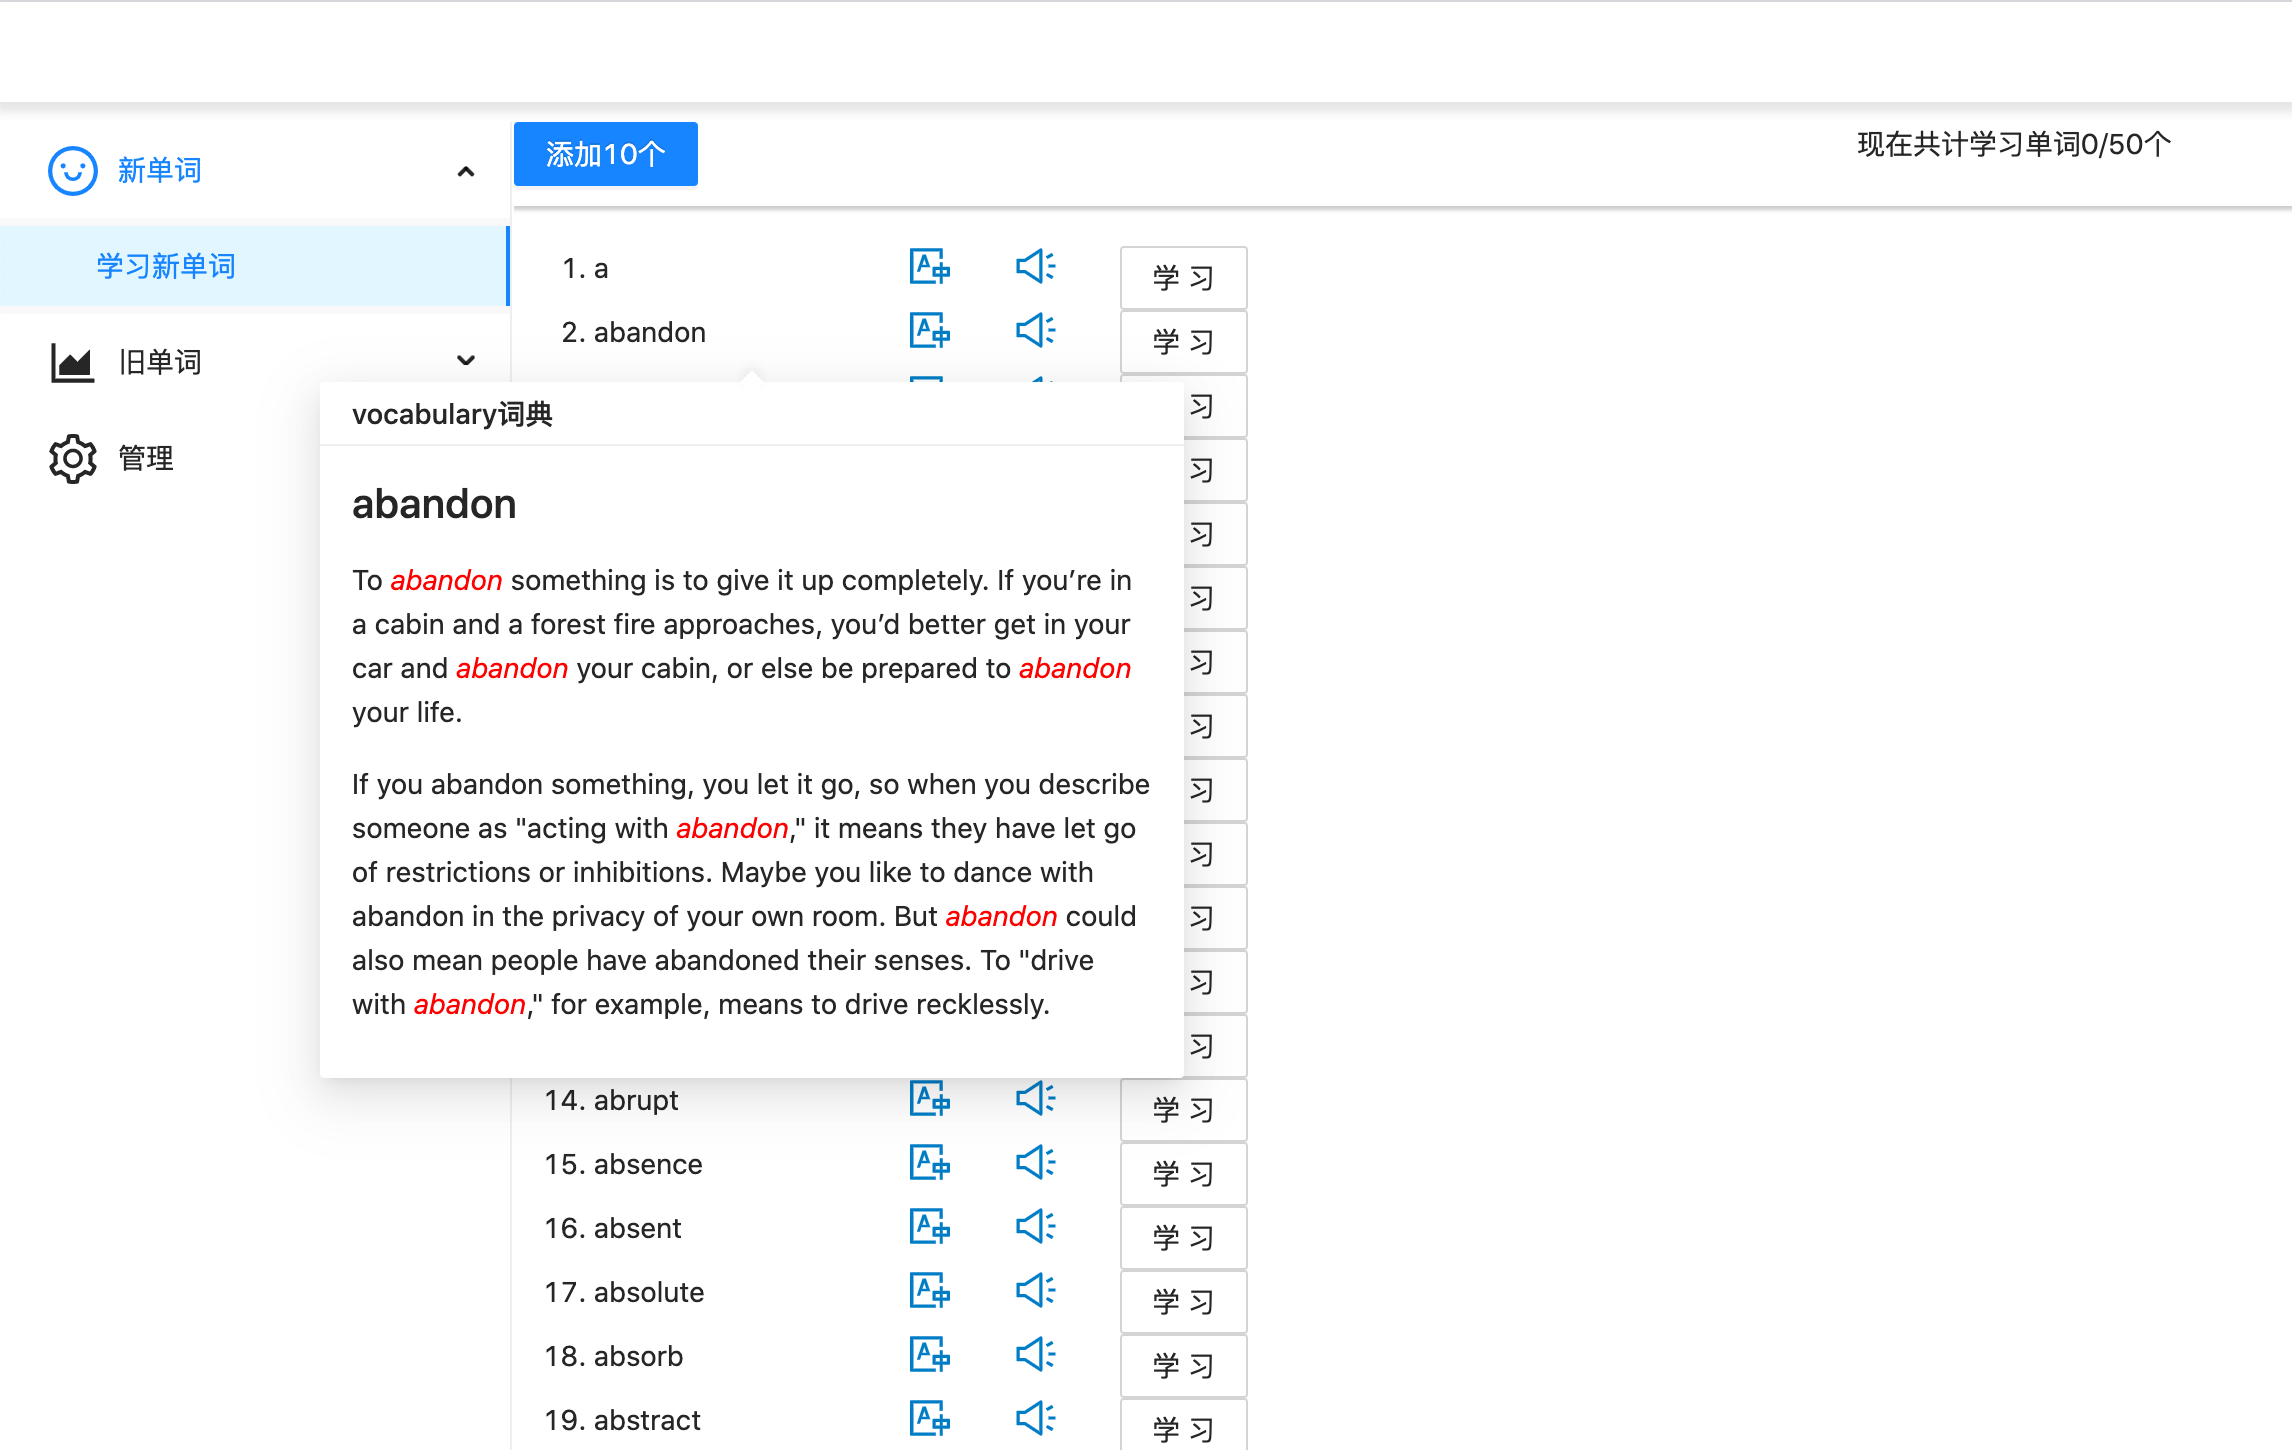 新单词
学习新单词
旧单词
管理
添加10个
现在共计学习单词0/50个
1. a 学 习
2. abandon 学 习
vocabulary词典
abandon
To abandon something is to give it up completely. If you’re in
a cabin and a forest fire approaches, you’d better get in your
car and abandon your cabin, or else be prepared to abandon
your life.
If you abandon something, you let it go, so when you describe
someone as "acting with abandon," it means they have let go
of restrictions or inhibitions. Maybe you like to dance with
abandon in the privacy of your own room. But abandon could
also mean people have abandoned their senses. To "drive
with abandon," for example, means to drive recklessly.
习
习
习
习
习
习
习
习
习
习
习
14. abrupt 学 习
15. absence 学 习
16. absent 学 习
17. absolute 学 习
18. absorb 学 习
19. abstract 学 习